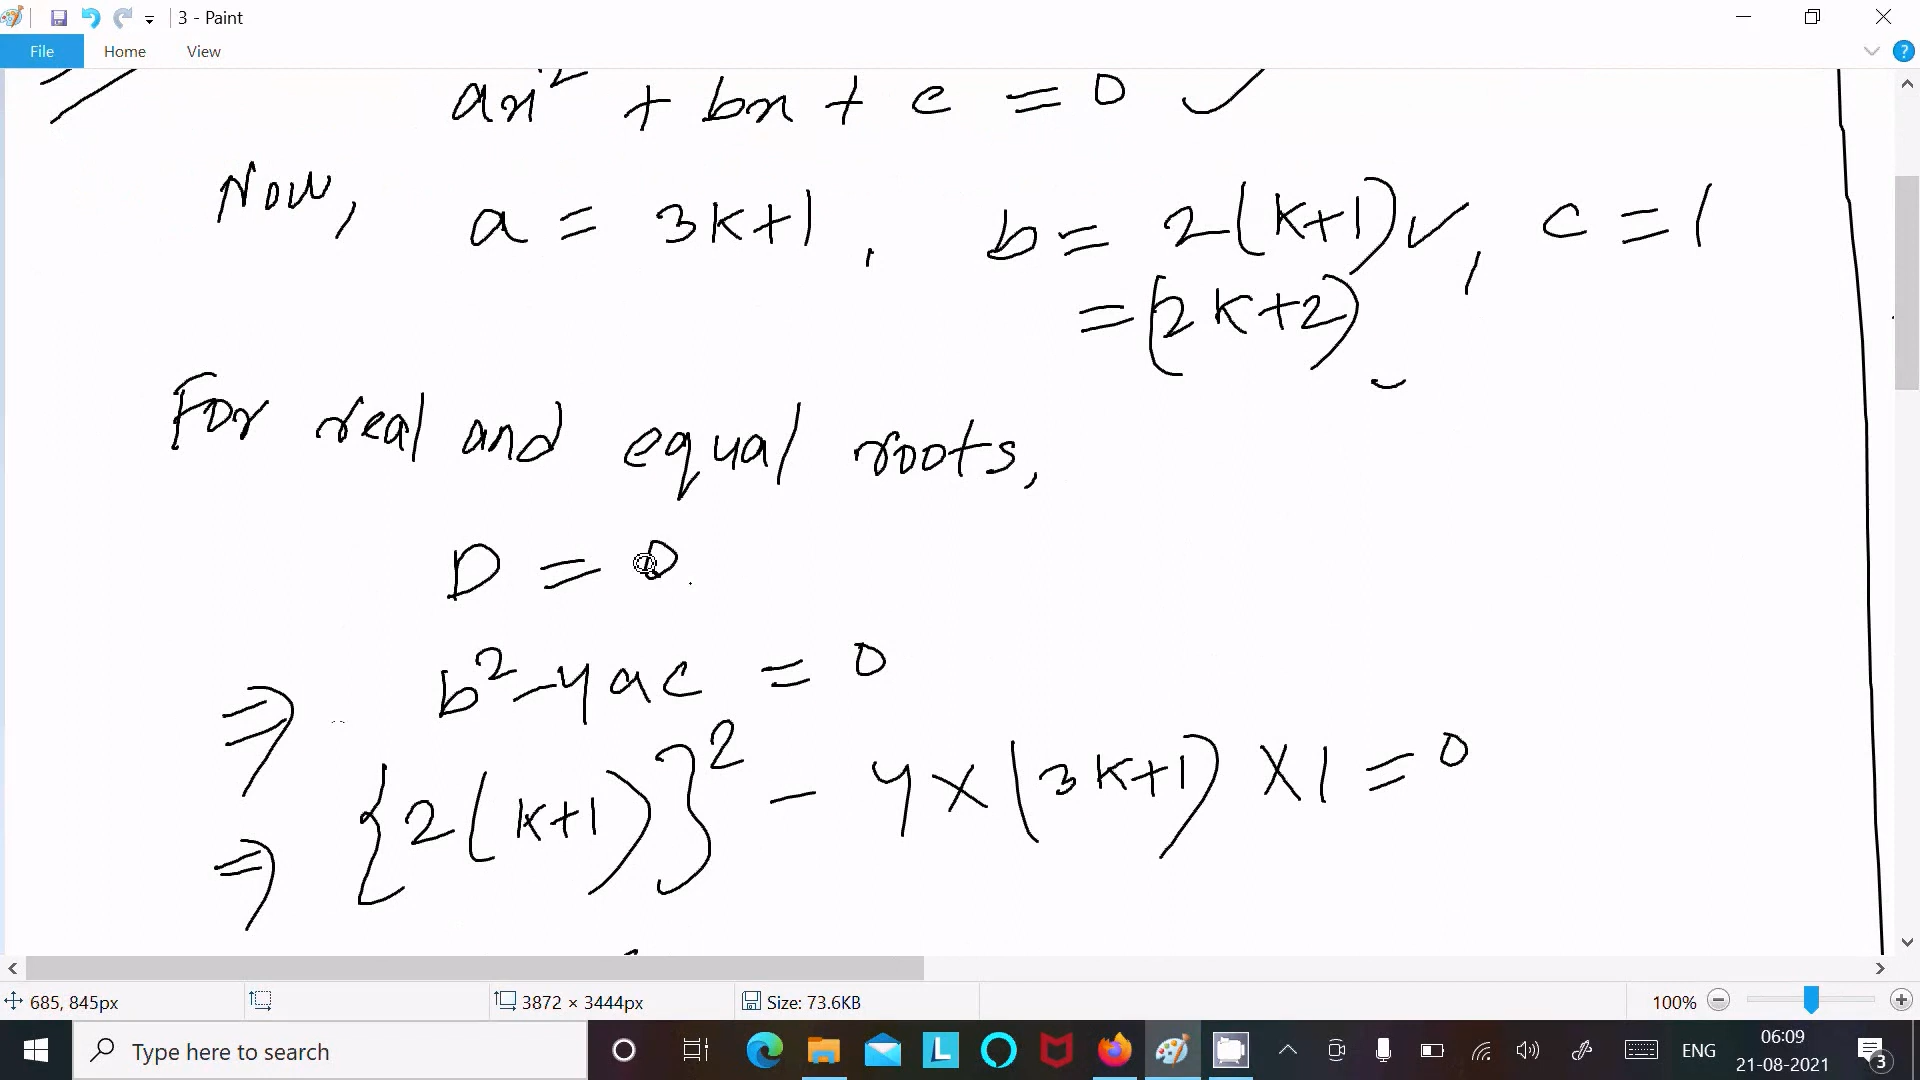 3 - Paint
File Home View
ax² + bx + c = 0 ✓
Now, a = 3k+1, b = 2(k+1) ✓, c = 1
= (2k+2)
For real and equal roots,
D = 0
⇒ b² - 4ac = 0
⇒ {2(k+1)}² - 4 × (3k+1) × 1 = 0
685, 845px 3872 × 3444px Size: 73.6KB 100%
Type here to search ENG 06:09
21-08-2021 3